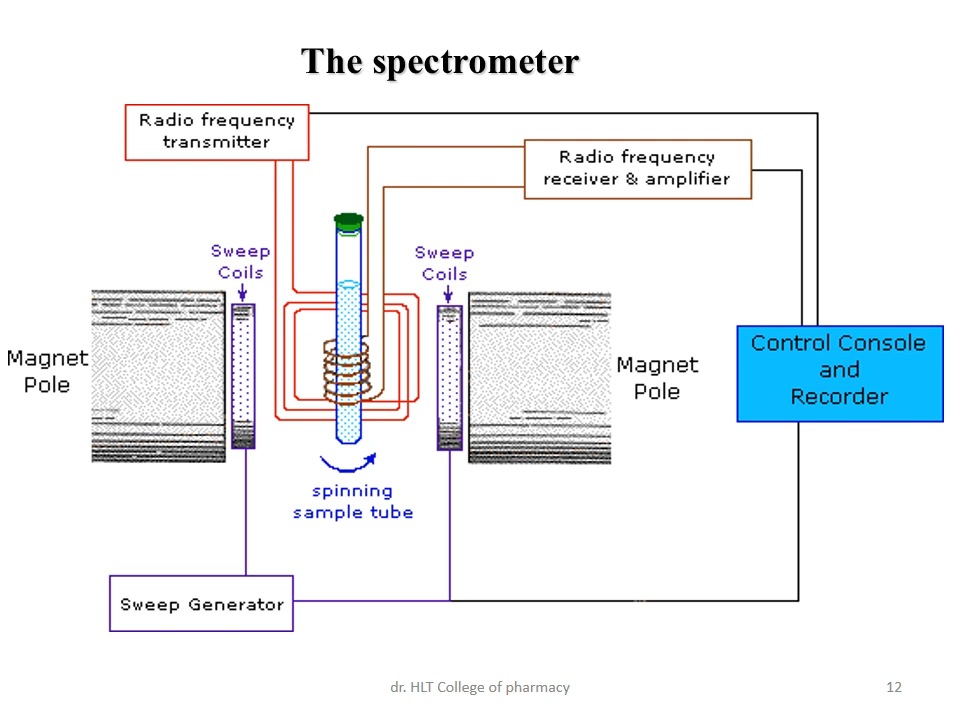 The spectrometer
Radio frequency
transmitter
Radio frequency
receiver & amplifier
Sweep
Coils
Sweep
Coils
Magnet
Pole
Magnet
Pole
Control Console
and
Recorder
spinning
sample tube
Sweep Generator
dr. HLT College of pharmacy
12